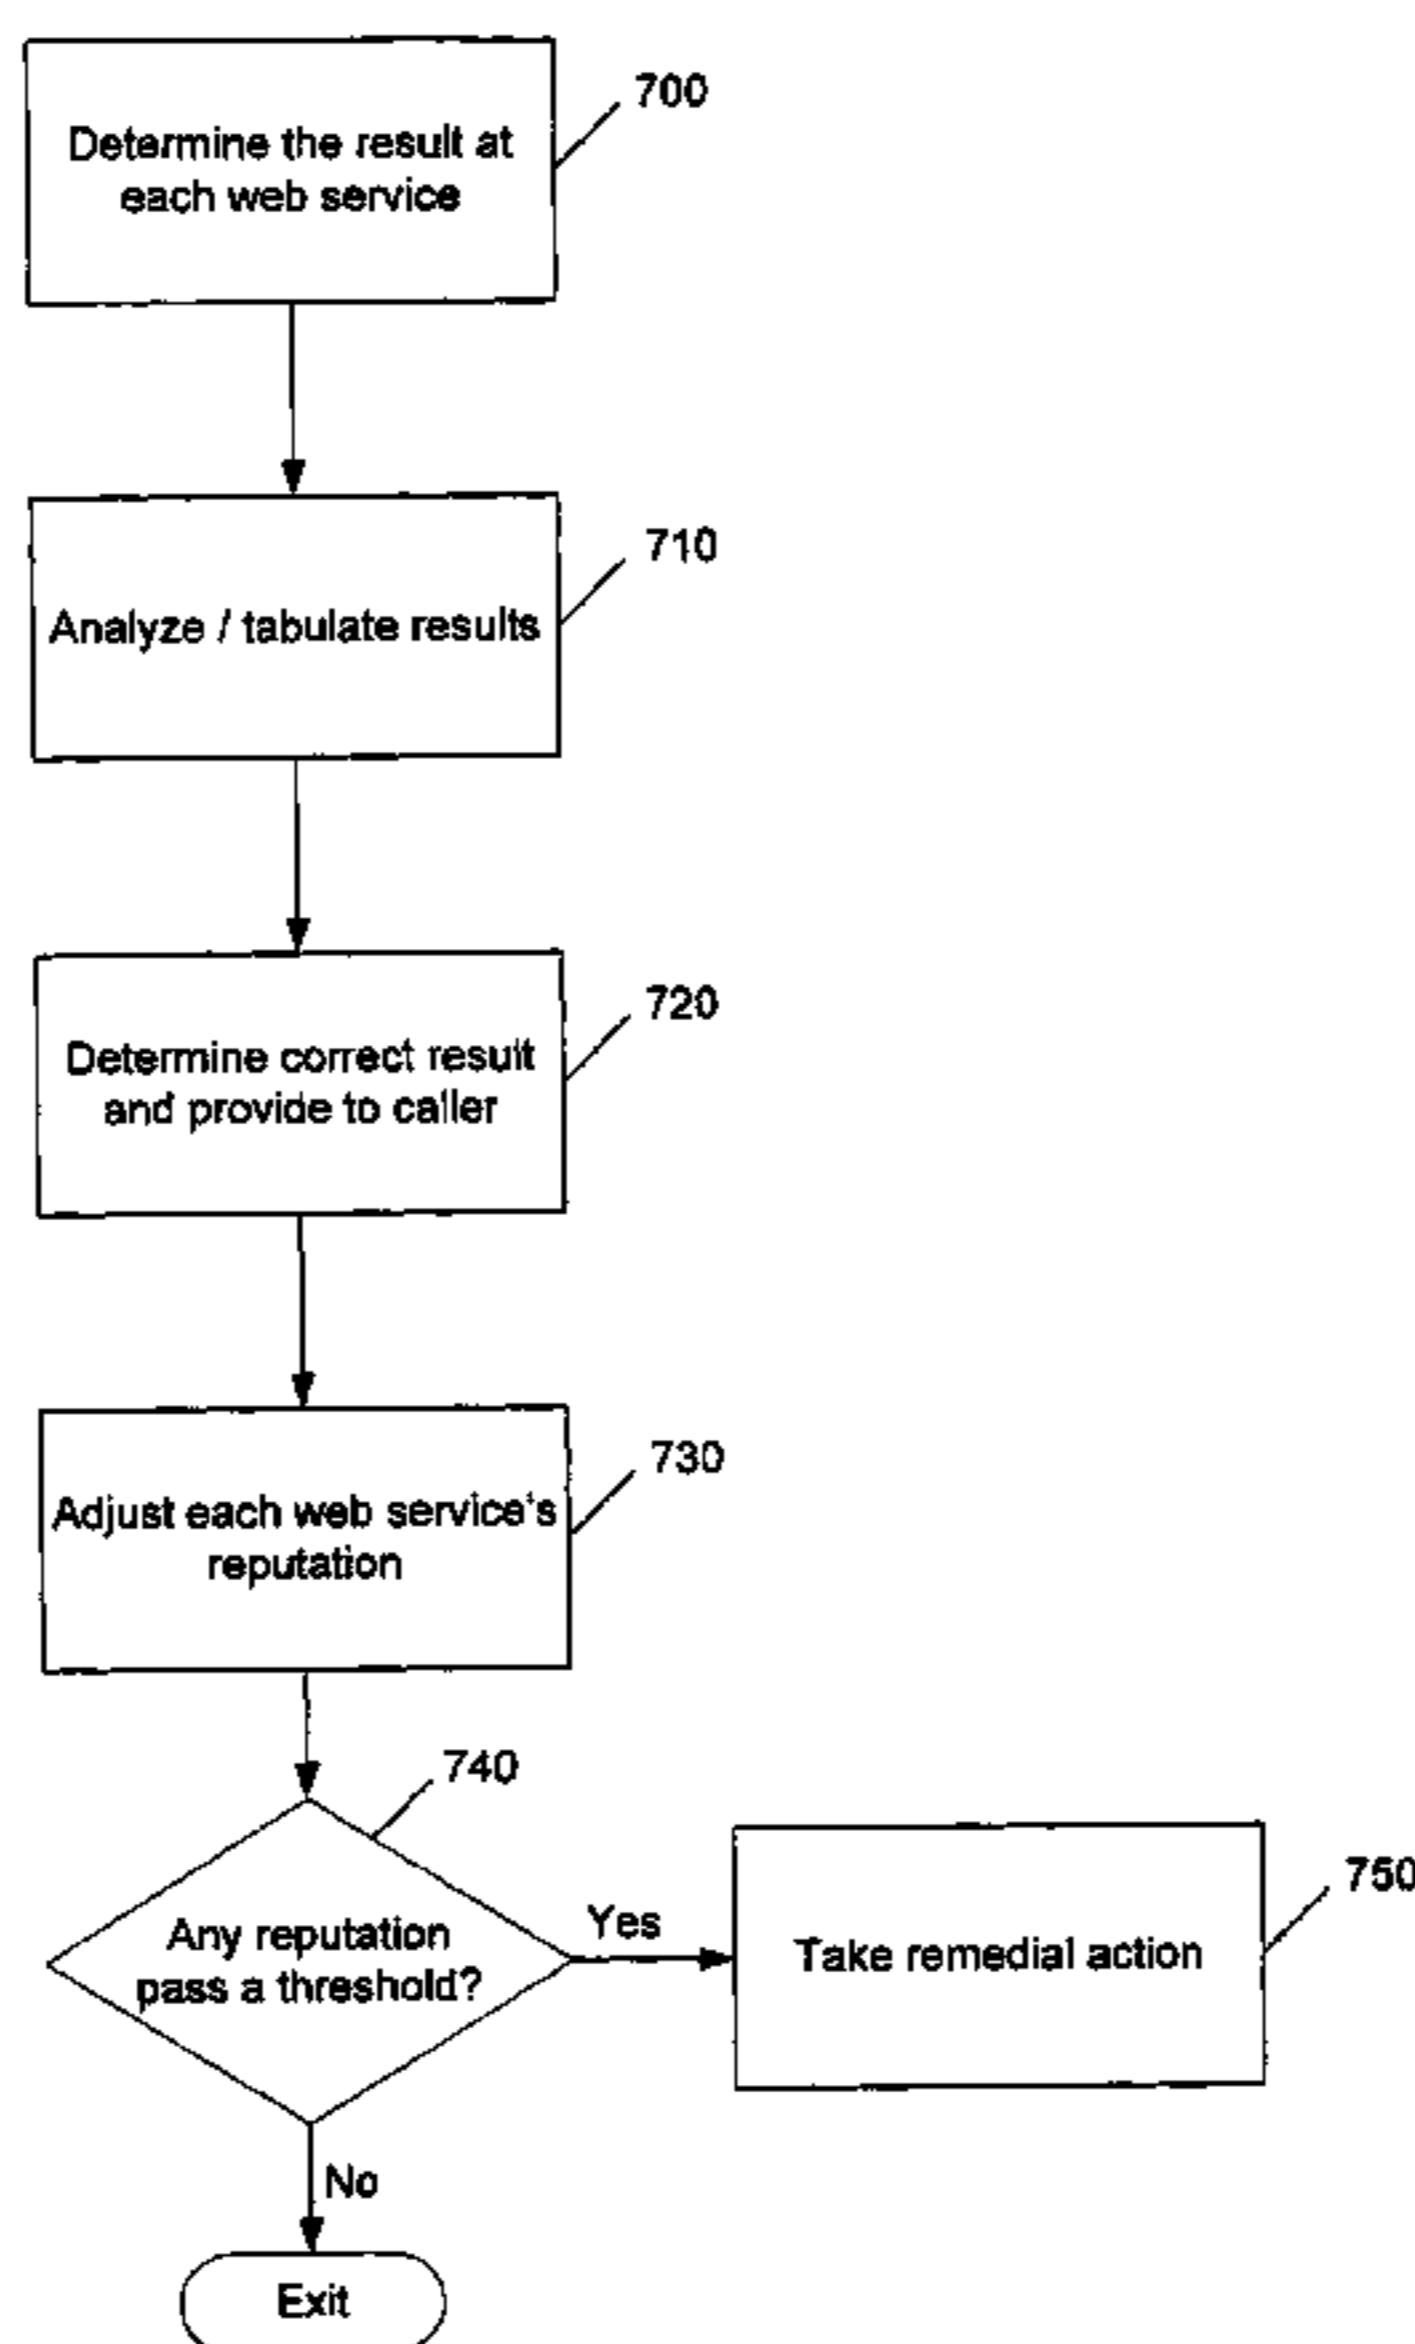 700
Determine the result at
each web service
710
Analyze / tabulate results
720
Determine correct result
and provide to caller
730
Adjust each web service's
reputation
740
Any reputation
pass a threshold?
Yes
750
Take remedial action
No
Exit